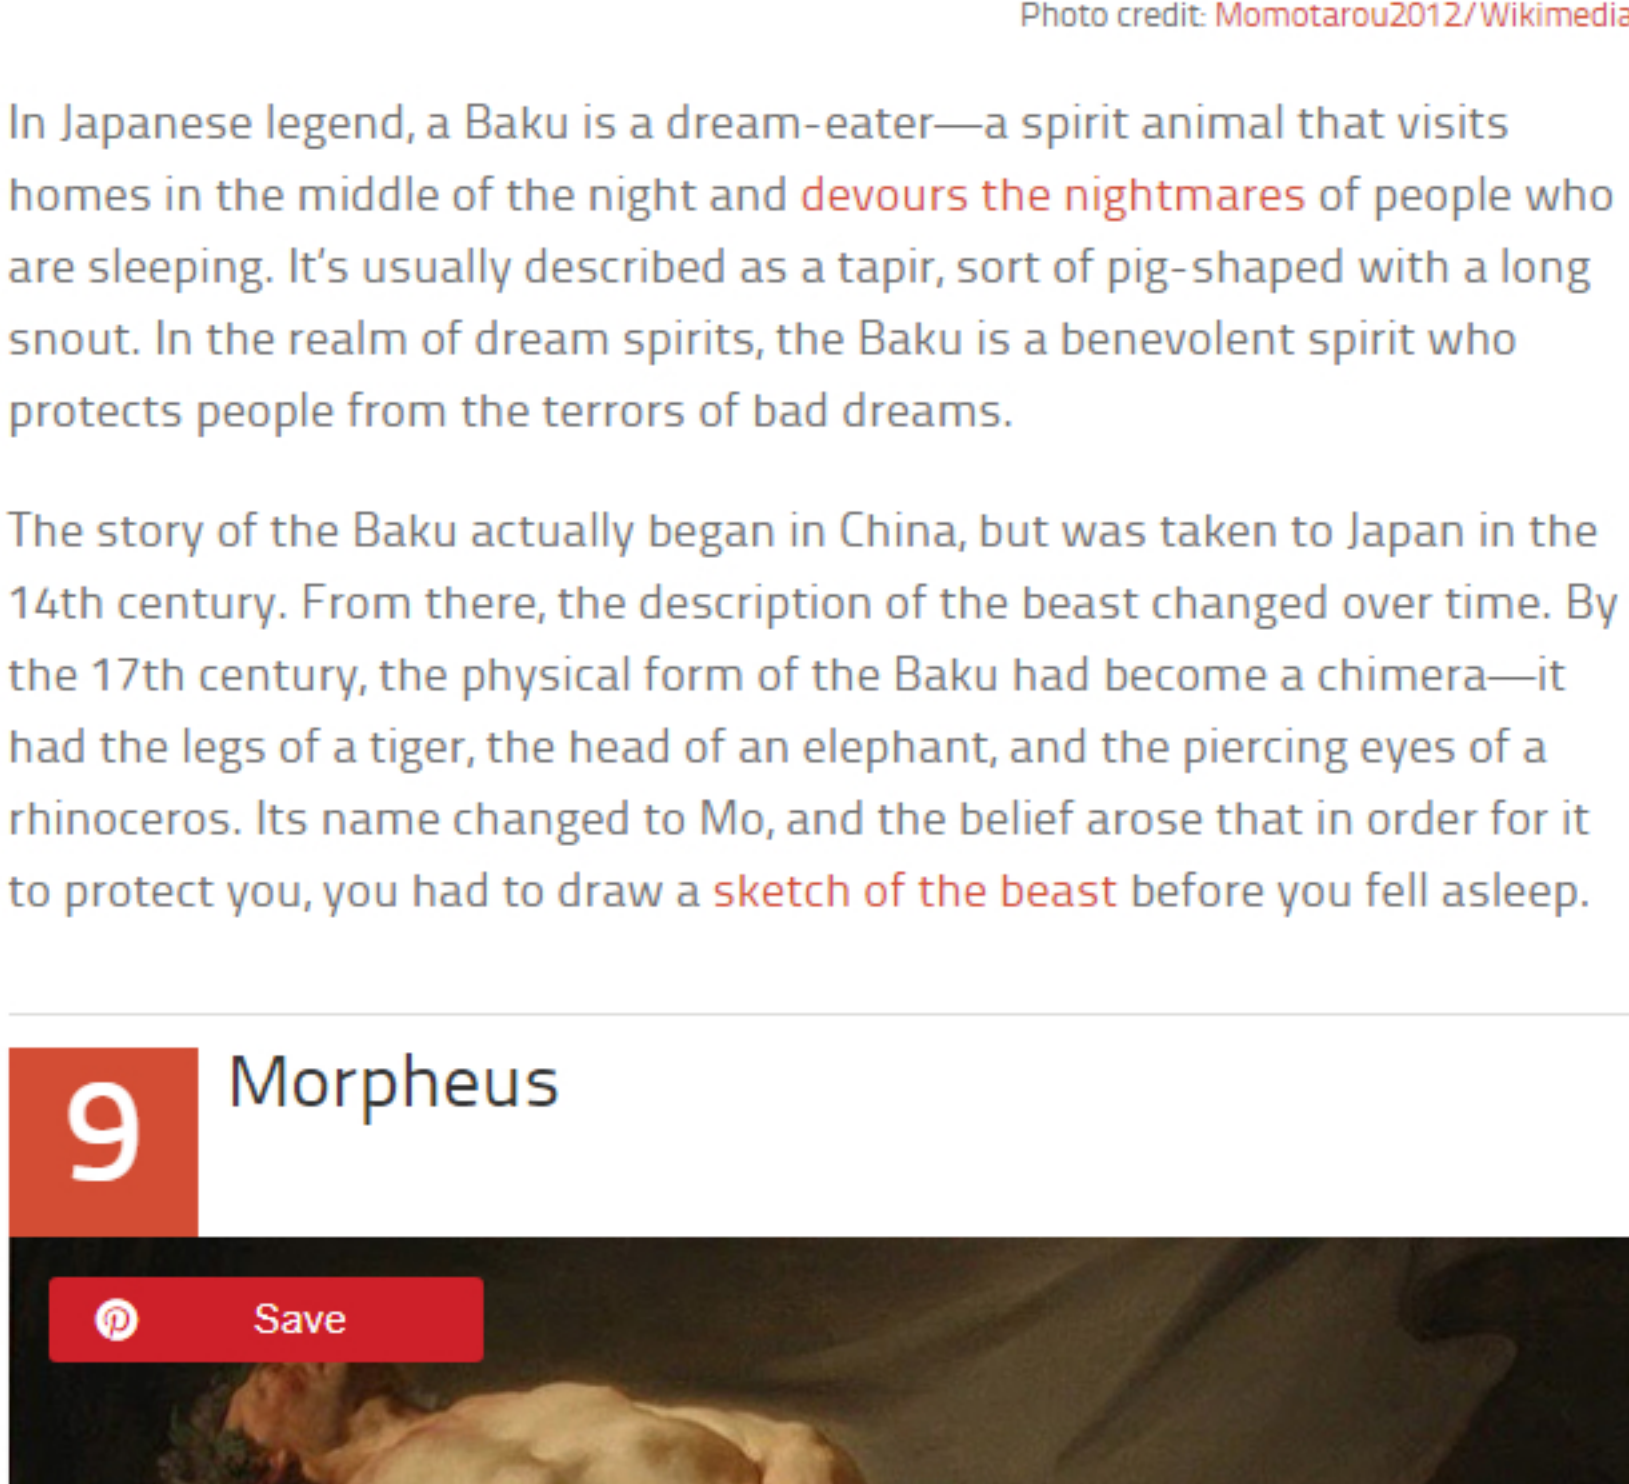 Photo credit: Momotarou2012/Wikimedia
In Japanese legend, a Baku is a dream-eater—a spirit animal that visits
homes in the middle of the night and devours the nightmares of people who
are sleeping. It's usually described as a tapir, sort of pig-shaped with a long
snout. In the realm of dream spirits, the Baku is a benevolent spirit who
protects people from the terrors of bad dreams.
The story of the Baku actually began in China, but was taken to Japan in the
14th century. From there, the description of the beast changed over time. By
the 17th century, the physical form of the Baku had become a chimera—it
had the legs of a tiger, the head of an elephant, and the piercing eyes of a
rhinoceros. Its name changed to Mo, and the belief arose that in order for it
to protect you, you had to draw a sketch of the beast before you fell asleep.
9 Morpheus
Save